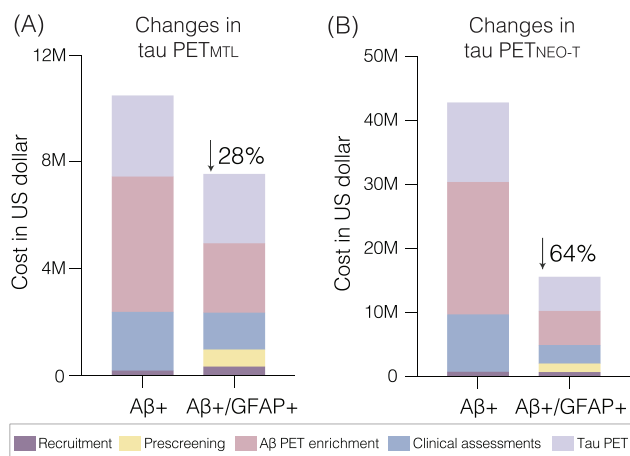 (A)
Changes in
tau PETMTL
12M
8M
4M
0
Cost in US dollar
28%
Aβ+
Aβ+/GFAP+
(B)
Changes in
tau PETNEO-T
50M
40M
30M
20M
10M
0
Cost in US dollar
64%
Aβ+
Aβ+/GFAP+
Recruitment Prescreening Aβ PET enrichment Clinical assessments Tau PET